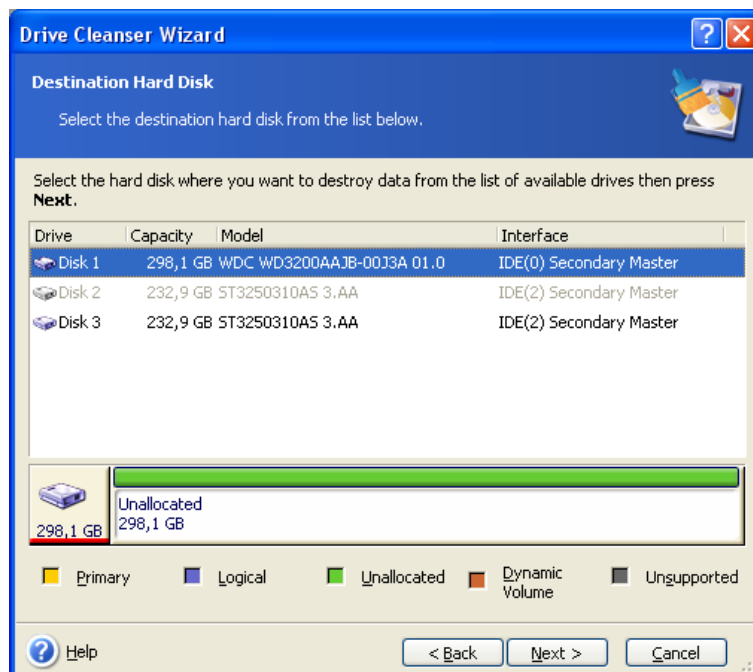 Drive Cleanser Wizard
Destination Hard Disk
Select the destination hard disk from the list below.
Select the hard disk where you want to destroy data from the list of available drives then press
Next.
Drive Capacity Model Interface
Disk 1 298,1 GB WDC WD3200AAJB-00J3A 01.0 IDE(0) Secondary Master
Disk 2 232,9 GB ST3250310AS 3.AA IDE(2) Secondary Master
Disk 3 232,9 GB ST3250310AS 3.AA IDE(2) Secondary Master
Unallocated
298,1 GB 298,1 GB
Primary Logical Unallocated Dynamic Volume Unsupported
Help < Back Next > Cancel